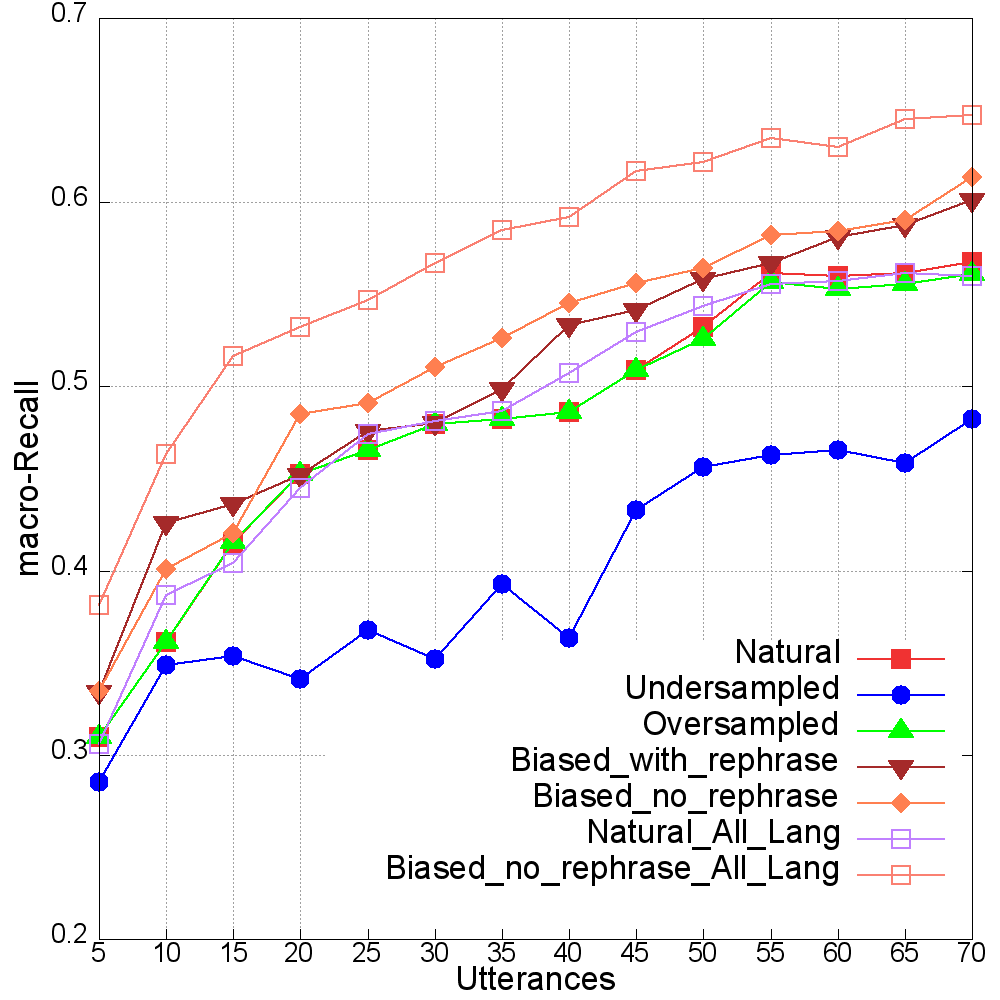 0.7
0.6
0.5
0.4
0.3
0.2
macro-Recall
Natural
Undersampled
Oversampled
Biased_with_rephrase
Biased_no_rephrase
Natural_All_Lang
Biased_no_rephrase_All_Lang
5 10 15 20 25 30 35 40 45 50 55 60 65 70
Utterances